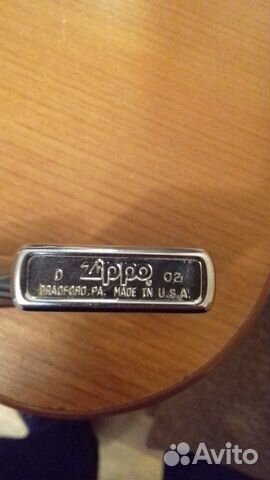 D Zippo 02
BRADFORD, PA. MADE IN U.S.A.
Avito